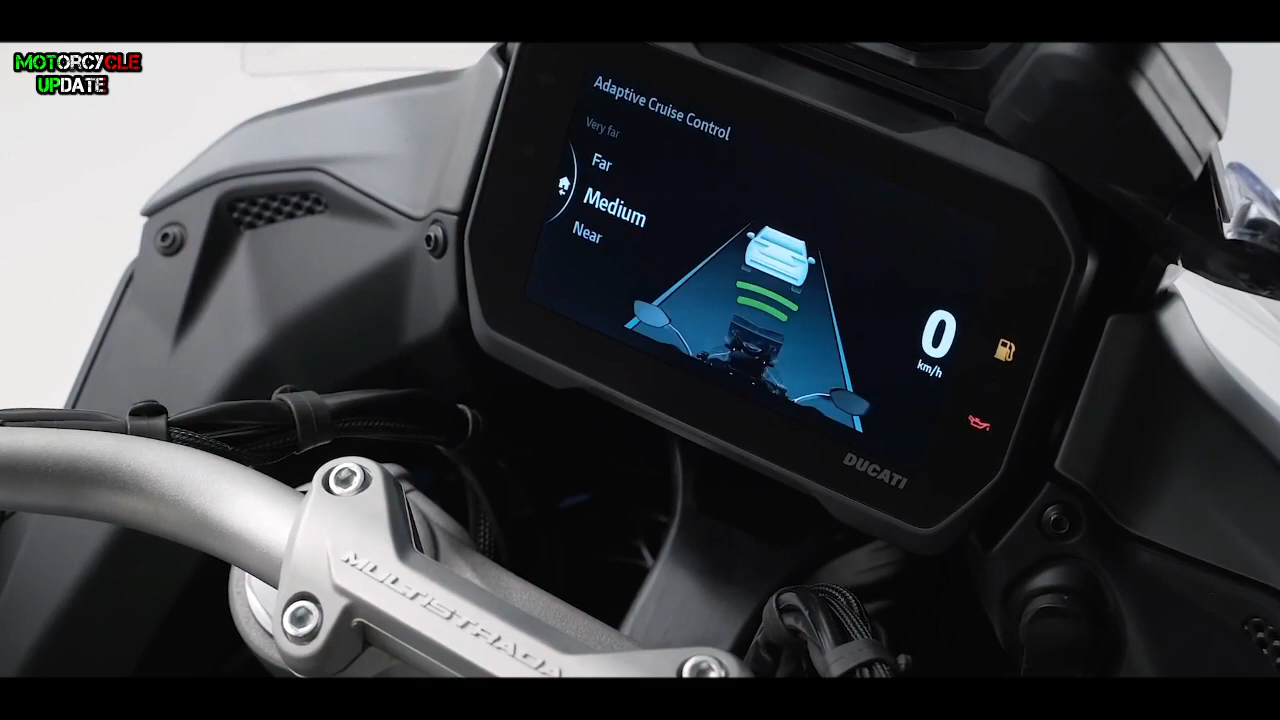 MOTORCYCLE
UPDATE
Adaptive Cruise Control
Very far
Far
Medium
Near
0
km/h
DUCATI
MULTISTRADA